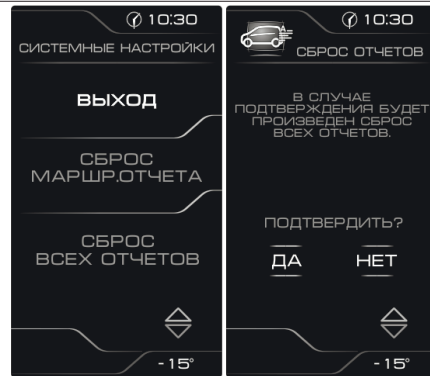 10:30
СИСТЕМНЫЕ НАСТРОЙКИ
ВЫХОД
СБРОС
МАРШР.ОТЧЕТА
СБРОС
ВСЕХ ОТЧЕТОВ
-15°
10:30
СБРОС ОТЧЕТОВ
В СЛУЧАЕ
ПОДТВЕРЖДЕНИЯ БУДЕТ
ПРОИЗВЕДЕН СБРОС
ВСЕХ ОТЧЕТОВ.
ПОДТВЕРДИТЬ?
ДА НЕТ
-15°